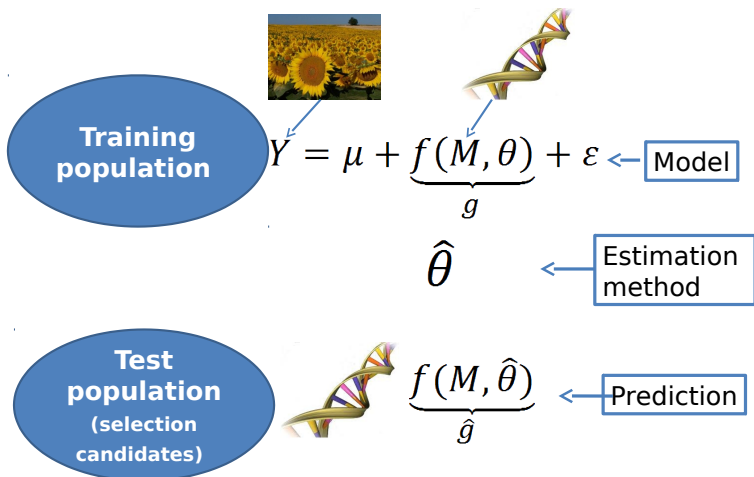 Training
population
Y = μ + f(M, θ) + ε
g
Model
θ̂
Estimation
method
Test
population
(selection
candidates)
f(M, θ̂)
ĝ
Prediction